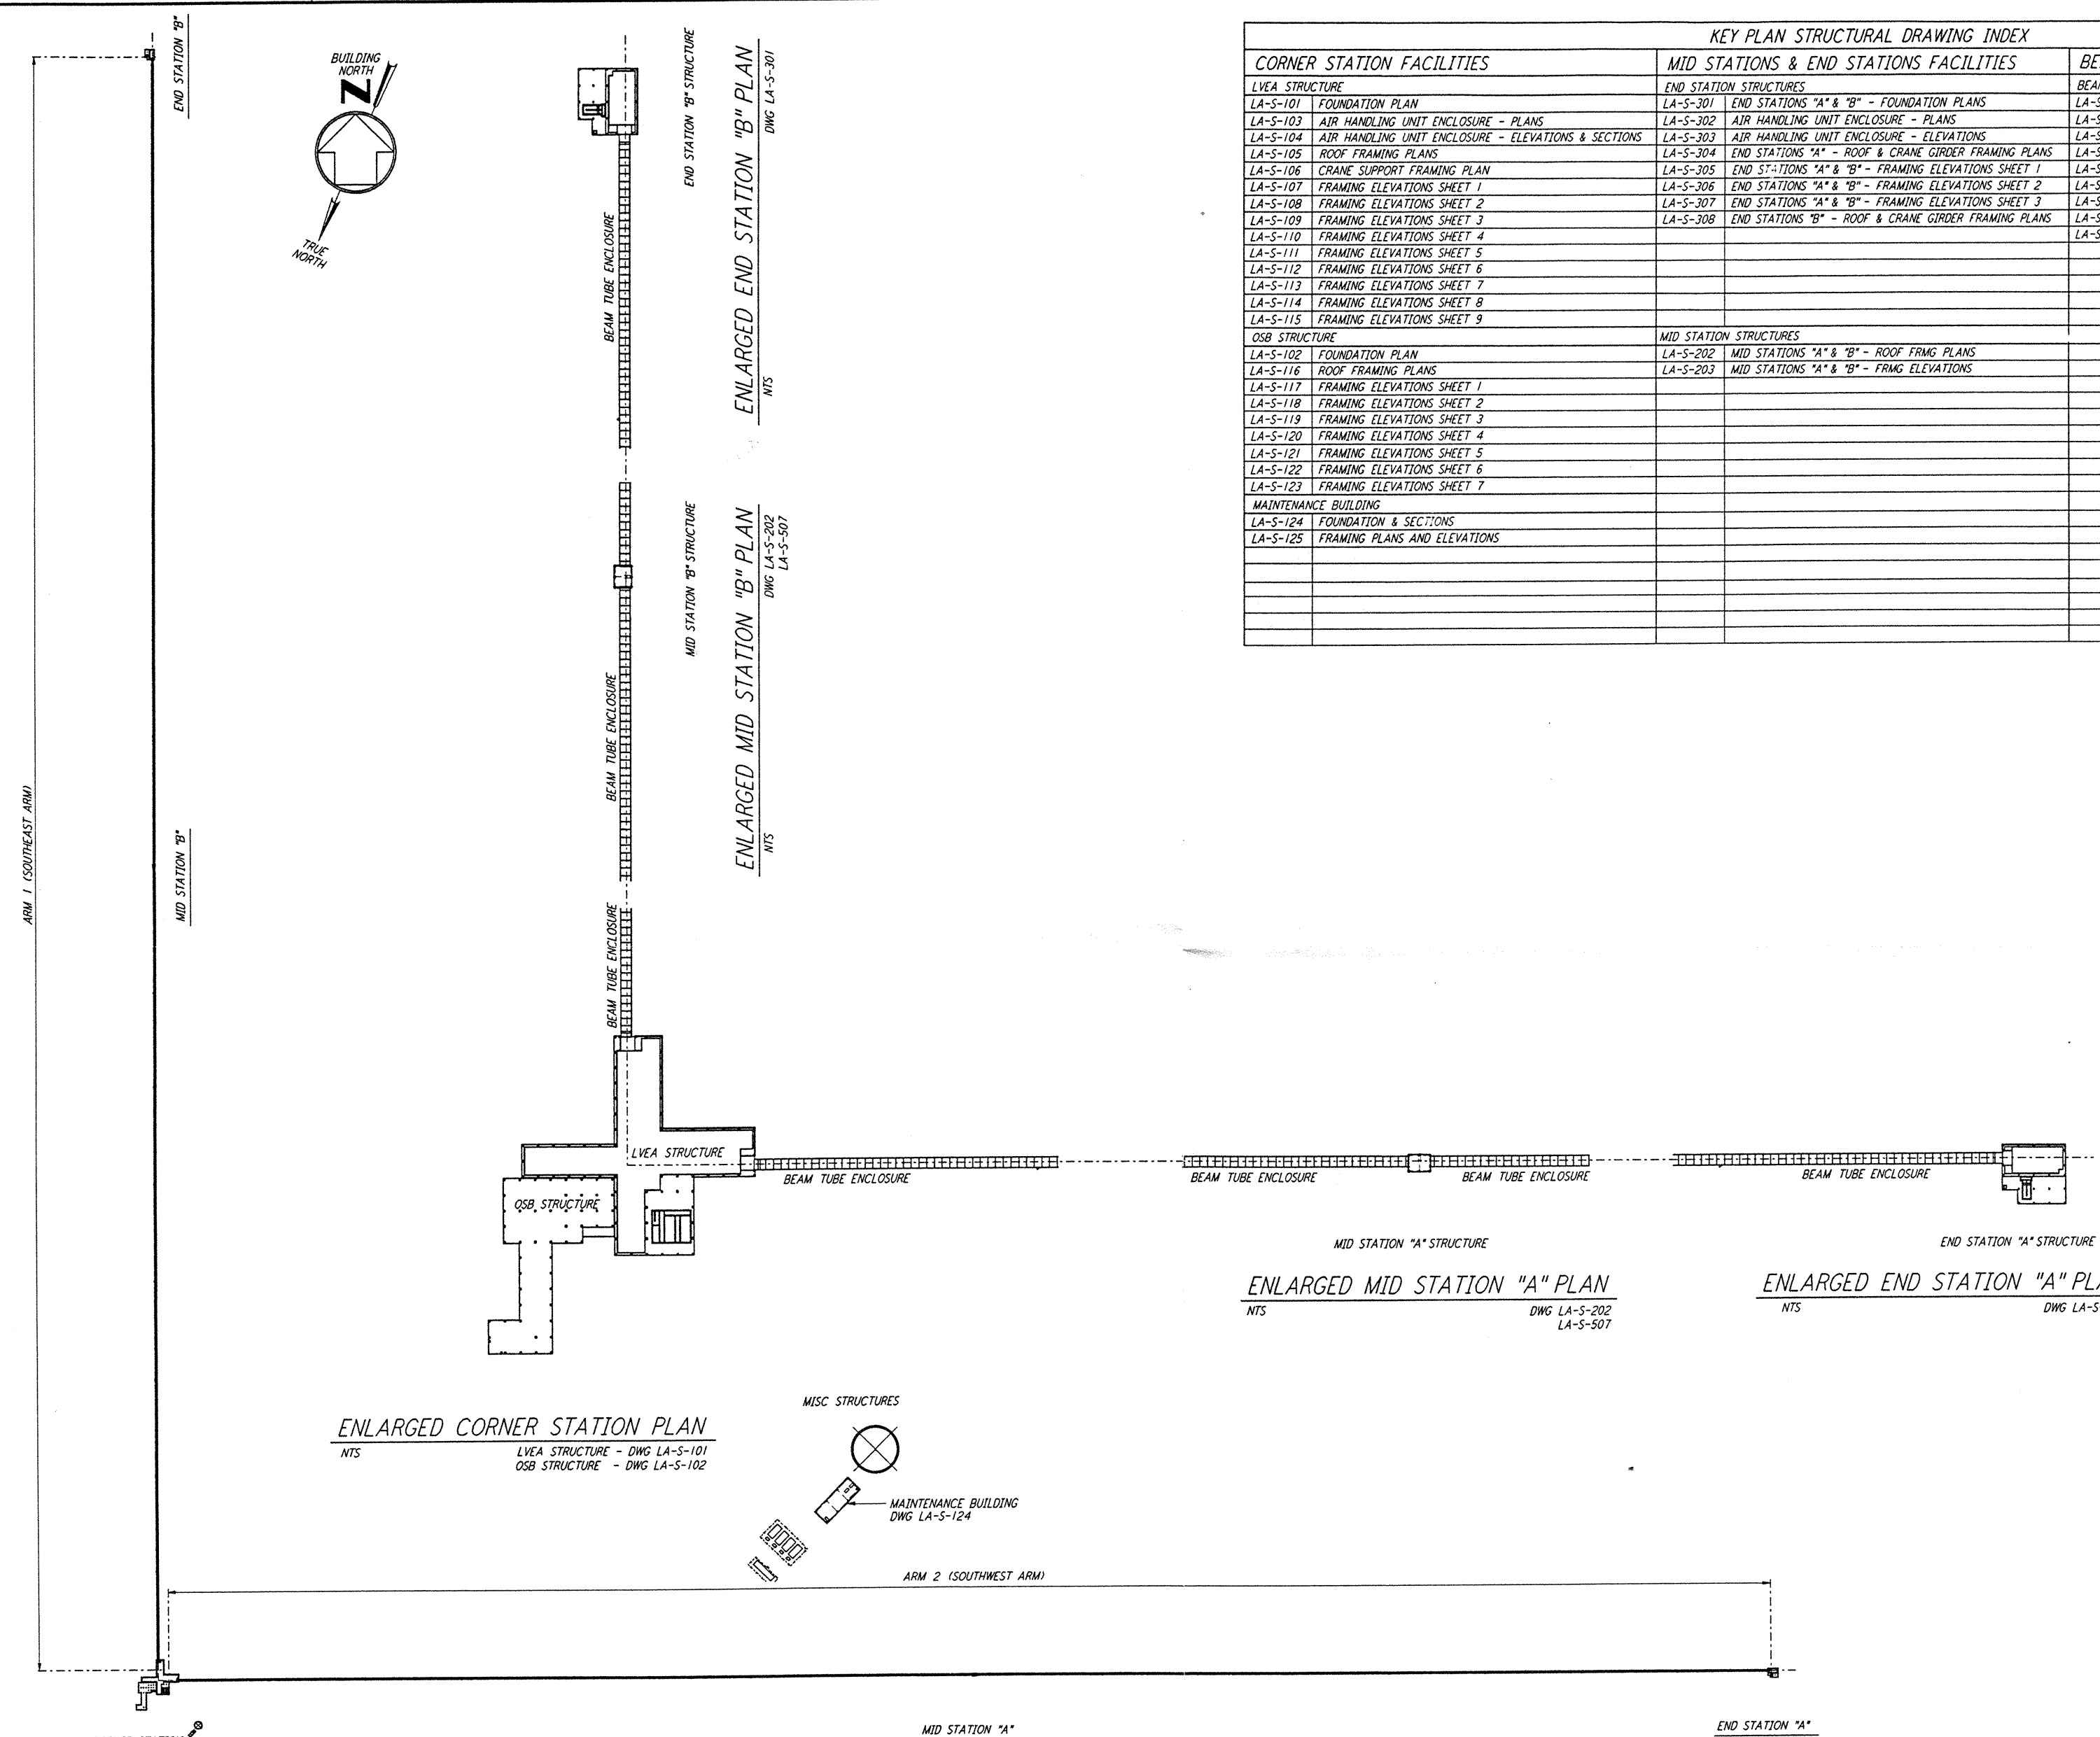 END STATION "B"
BUILDING
NORTH
Z
TRUE
NORTH
ARM 1 (SOUTHEAST ARM)
MID STATION "B"
BEAM TUBE ENCLOSURE
END STATION "B" STRUCTURE
ENLARGED END STATION "B" PLAN
NTS
DWG LA-S-301
BEAM TUBE ENCLOSURE
MID STATION "B" STRUCTURE
ENLARGED MID STATION "B" PLAN
NTS
DWG LA-S-202
LA-S-507
BEAM TUBE ENCLOSURE
KEY PLAN STRUCTURAL DRAWING INDEX
CORNER STATION FACILITIES
LVEA STRUCTURE
LA-S-101 FOUNDATION PLAN
LA-S-103 AIR HANDLING UNIT ENCLOSURE - PLANS
LA-S-104 AIR HANDLING UNIT ENCLOSURE - ELEVATIONS & SECTIONS
LA-S-105 ROOF FRAMING PLANS
LA-S-106 CRANE SUPPORT FRAMING PLAN
LA-S-107 FRAMING ELEVATIONS SHEET 1
LA-S-108 FRAMING ELEVATIONS SHEET 2
LA-S-109 FRAMING ELEVATIONS SHEET 3
LA-S-110 FRAMING ELEVATIONS SHEET 4
LA-S-111 FRAMING ELEVATIONS SHEET 5
LA-S-112 FRAMING ELEVATIONS SHEET 6
LA-S-113 FRAMING ELEVATIONS SHEET 7
LA-S-114 FRAMING ELEVATIONS SHEET 8
LA-S-115 FRAMING ELEVATIONS SHEET 9
OSB STRUCTURE
LA-S-102 FOUNDATION PLAN
LA-S-116 ROOF FRAMING PLANS
LA-S-117 FRAMING ELEVATIONS SHEET 1
LA-S-118 FRAMING ELEVATIONS SHEET 2
LA-S-119 FRAMING ELEVATIONS SHEET 3
LA-S-120 FRAMING ELEVATIONS SHEET 4
LA-S-121 FRAMING ELEVATIONS SHEET 5
LA-S-122 FRAMING ELEVATIONS SHEET 6
LA-S-123 FRAMING ELEVATIONS SHEET 7
MAINTENANCE BUILDING
LA-S-124 FOUNDATION & SECTIONS
LA-S-125 FRAMING PLANS AND ELEVATIONS
MID STATIONS & END STATIONS FACILITIES
END STATION STRUCTURES
LA-S-301 END STATIONS "A" & "B" - FOUNDATION PLANS
LA-S-302 AIR HANDLING UNIT ENCLOSURE - PLANS
LA-S-303 AIR HANDLING UNIT ENCLOSURE - ELEVATIONS
LA-S-304 END STATIONS "A" - ROOF & CRANE GIRDER FRAMING PLANS
LA-S-305 END STATIONS "A" & "B" - FRAMING ELEVATIONS SHEET 1
LA-S-306 END STATIONS "A" & "B" - FRAMING ELEVATIONS SHEET 2
LA-S-307 END STATIONS "A" & "B" - FRAMING ELEVATIONS SHEET 3
LA-S-308 END STATIONS "B" - ROOF & CRANE GIRDER FRAMING PLANS
MID STATION STRUCTURES
LA-S-202 MID STATIONS "A" & "B" - ROOF FRMG PLANS
LA-S-203 MID STATIONS "A" & "B" - FRMG ELEVATIONS
LVEA STRUCTURE
OSB STRUCTURE
BEAM TUBE ENCLOSURE
BEAM TUBE ENCLOSURE
BEAM TUBE ENCLOSURE
BEAM TUBE ENCLOSURE
MID STATION "A" STRUCTURE
ENLARGED MID STATION "A" PLAN
NTS DWG LA-S-202
LA-S-507
END STATION "A" STRUCTURE
ENLARGED END STATION "A"
NTS DWG
ENLARGED CORNER STATION PLAN
NTS LVEA STRUCTURE - DWG LA-S-101
OSB STRUCTURE - DWG LA-S-102
MISC STRUCTURES
MAINTENANCE BUILDING
DWG LA-S-124
ARM 2 (SOUTHWEST ARM)
MID STATION "A"
END STATION "A"